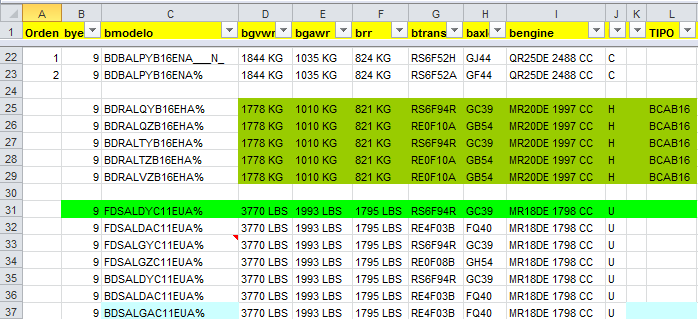 A B C D E F G H I J K L
1 Orden bye bmodelo bgvwr bgawr brr btrans baxl bengine TIPO
22 1 9 BDBALPYB16ENA___N_ 1844 KG 1035 KG 824 KG RS6F52H GJ44 QR25DE 2488 CC C
23 2 9 BDBALPYB16ENA% 1844 KG 1035 KG 824 KG RS6F52A GF44 QR25DE 2488 CC C
24
25 9 BDRALQYB16EHA% 1778 KG 1010 KG 821 KG RS6F94R GC39 MR20DE 1997 CC H BCAB16
26 9 BDRALQZB16EHA% 1778 KG 1010 KG 821 KG RE0F10A GB54 MR20DE 1997 CC H BCAB16
27 9 BDRALTYB16EHA% 1778 KG 1010 KG 821 KG RS6F94R GC39 MR20DE 1997 CC H BCAB16
28 9 BDRALTZB16EHA% 1778 KG 1010 KG 821 KG RE0F10A GB54 MR20DE 1997 CC H BCAB16
29 9 BDRALVZB16EHA% 1778 KG 1010 KG 821 KG RE0F10A GB54 MR20DE 1997 CC H BCAB16
30
31 9 FDSALDYC11EUA% 3770 LBS 1993 LBS 1795 LBS RS6F94R GC39 MR18DE 1798 CC U
32 9 FDSALDAC11EUA% 3770 LBS 1993 LBS 1795 LBS RE4F03B FQ40 MR18DE 1798 CC U
33 9 FDSALGYC11EUA% 3770 LBS 1993 LBS 1795 LBS RS6F94R GC39 MR18DE 1798 CC U
34 9 FDSALGZC11EUA% 3770 LBS 1993 LBS 1795 LBS RE0F08B GH54 MR18DE 1798 CC U
35 9 BDSALDYC11EUA% 3770 LBS 1993 LBS 1795 LBS RS6F94R GC39 MR18DE 1798 CC U
36 9 BDSALDAC11EUA% 3770 LBS 1993 LBS 1795 LBS RE4F03B FQ40 MR18DE 1798 CC U
37 9 BDSALGAC11EUA% 3770 LBS 1993 LBS 1795 LBS RE4F03B FQ40 MR18DE 1798 CC U